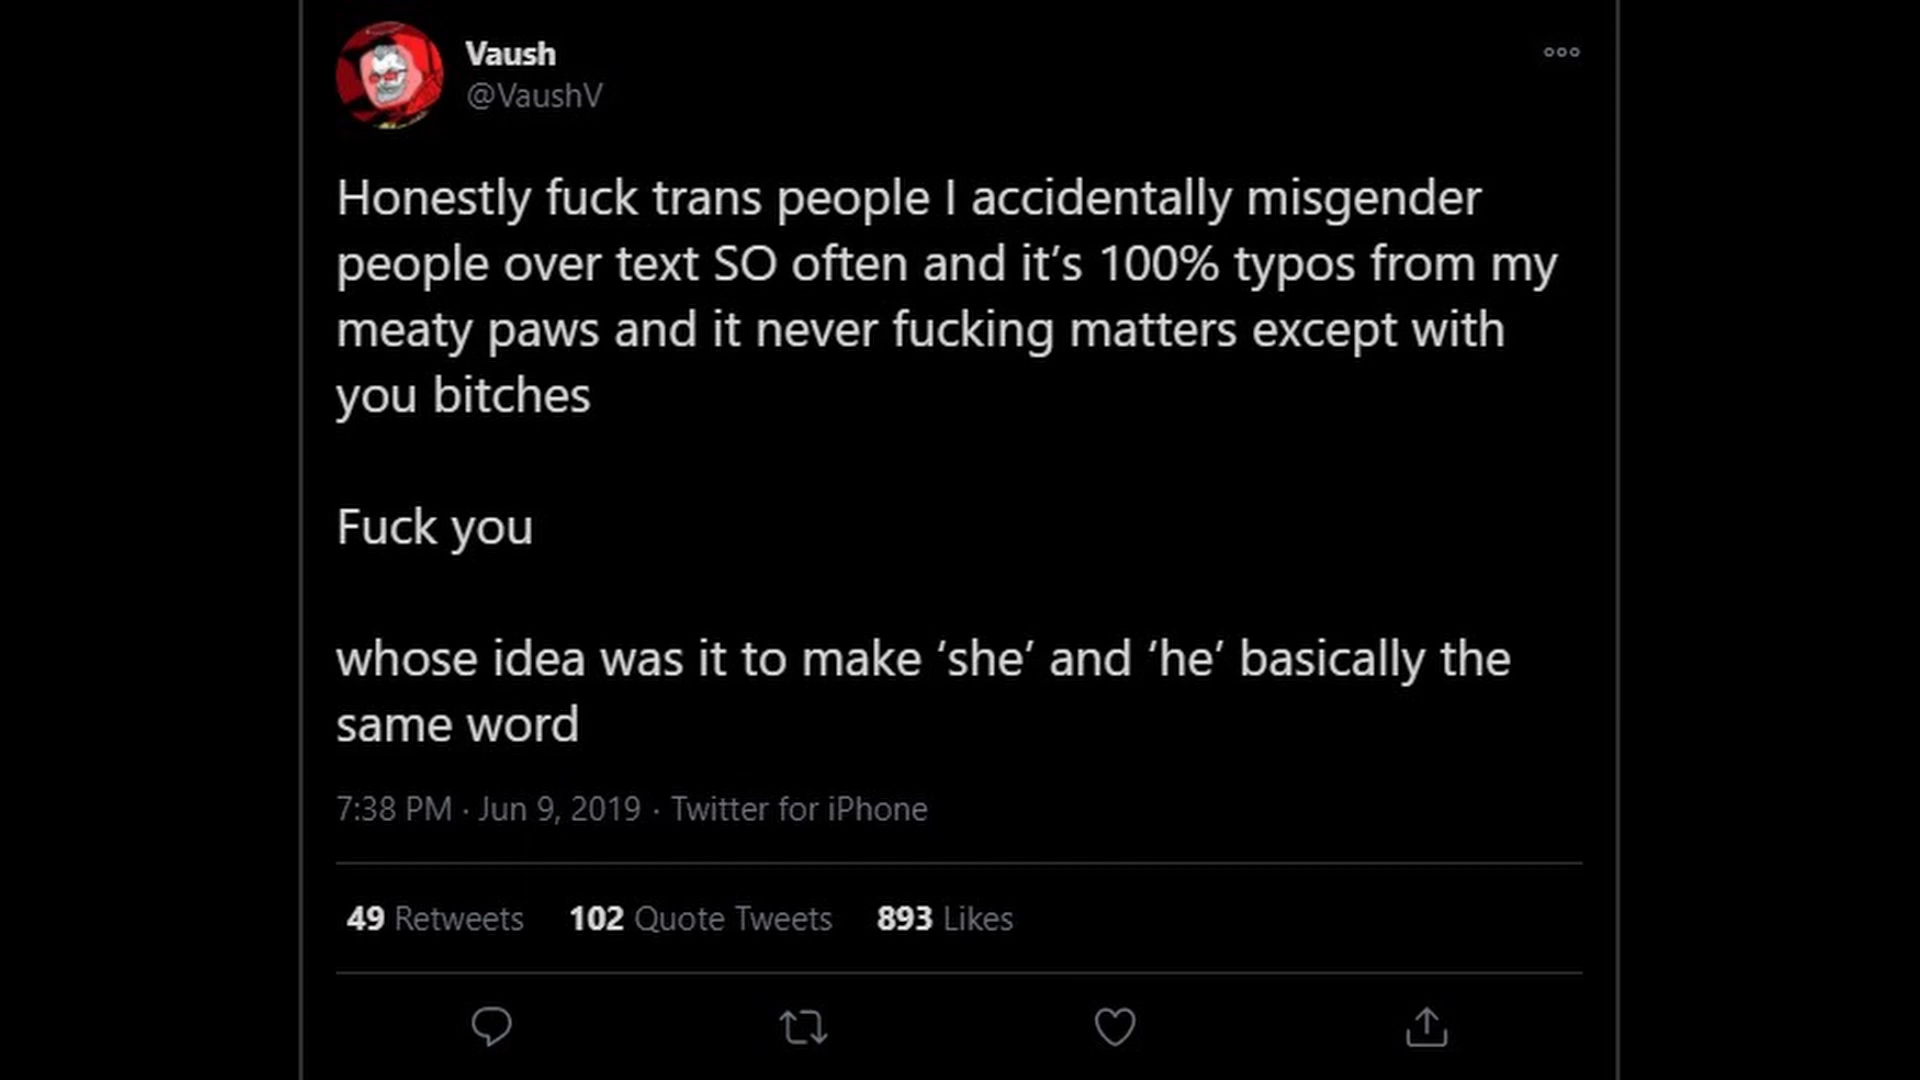 Vaush
@VaushV
Honestly fuck trans people I accidentally misgender
people over text SO often and it’s 100% typos from my
meaty paws and it never fucking matters except with
you bitches
Fuck you
whose idea was it to make ‘she’ and ‘he’ basically the
same word
7:38 PM · Jun 9, 2019 · Twitter for iPhone
49 Retweets 102 Quote Tweets 893 Likes